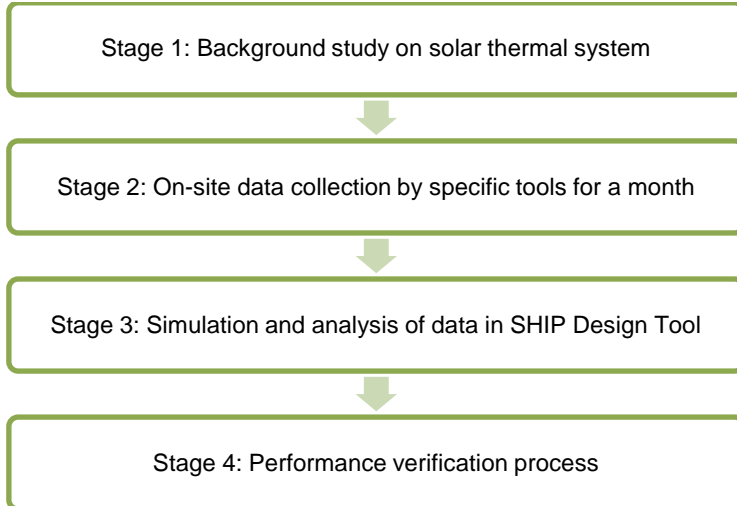 Stage 1: Background study on solar thermal system
Stage 2: On-site data collection by specific tools for a month
Stage 3: Simulation and analysis of data in SHIP Design Tool
Stage 4: Performance verification process